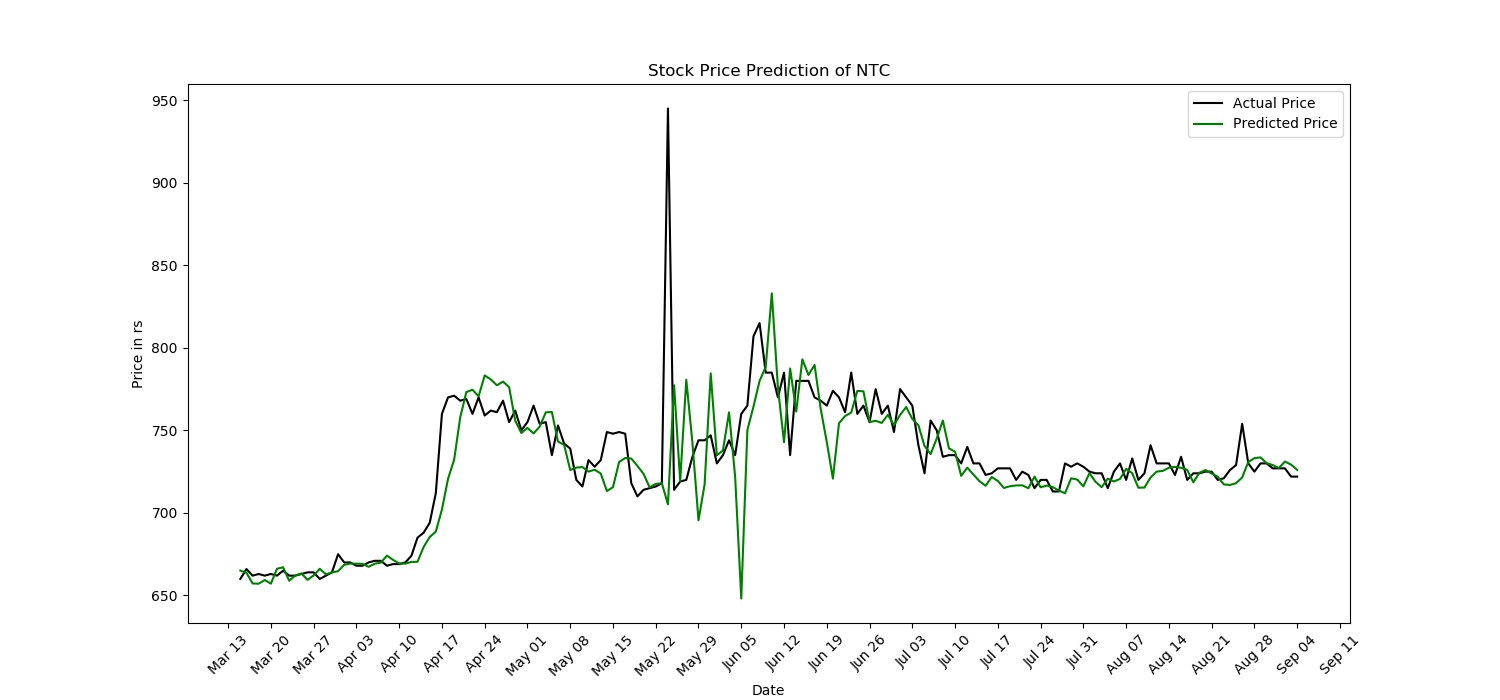 Stock Price Prediction of NTC
Actual Price
Predicted Price
Price in rs
950
900
850
800
750
700
650
Mar 13
Mar 20
Mar 27
Apr 03
Apr 10
Apr 17
Apr 24
May 01
May 08
May 15
May 22
May 29
Jun 05
Jun 12
Jun 19
Jun 26
Jul 03
Jul 10
Jul 17
Jul 24
Jul 31
Aug 07
Aug 14
Aug 21
Aug 28
Sep 04
Sep 11
Date